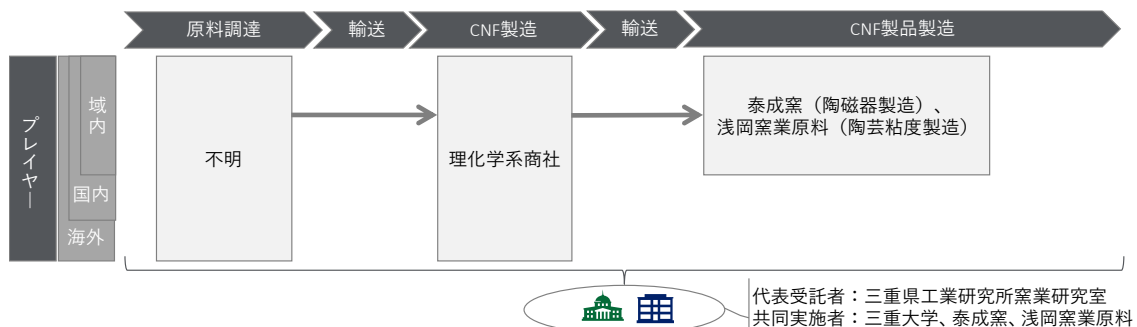 原料調達
輸送
CNF製造
輸送
CNF製品製造
プレイヤー
域内
国内
海外
不明
理化学系商社
泰成窯（陶磁器製造）、
浅岡窯業原料（陶芸粘度製造）
代表受託者：三重県工業研究所窯業研究室
共同実施者：三重大学、泰成窯、浅岡窯業原料